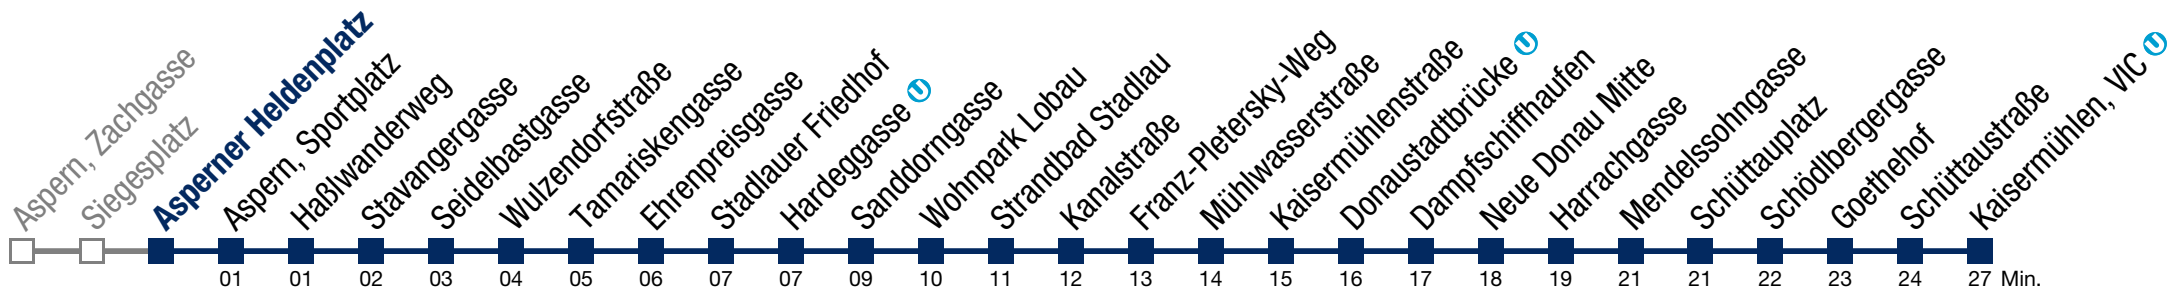 Aspern, Zachgasse
Siegesplatz
Asperner Heldenplatz
Aspern, Sportplatz
Haßlwanderweg
Stavangergasse
Seidelbastgasse
Wulzendorfstraße
Tamariskengasse
Ehrenpreisgasse
Stadlauer Friedhof
Hardeggasse U
Sanddorngasse
Wohnpark Lobau
Strandbad Stadlau
Kanalstraße
Franz-Pletersky-Weg
Mühlwasserstraße
Kaisermühlenstraße
Donaustadtbrücke U
Dampfschiffhaufen
Neue Donau Mitte
Harrachgasse
Mendelssohngasse
Schüttauplatz
Schödlbergergasse
Goethehof
Schüttaustraße
Kaisermühlen, VIC U
01 01 02 03 04 05 06 07 07 09 10 11 12 13 14 15 16 17 18 19 21 21 22 23 24 27 Min.